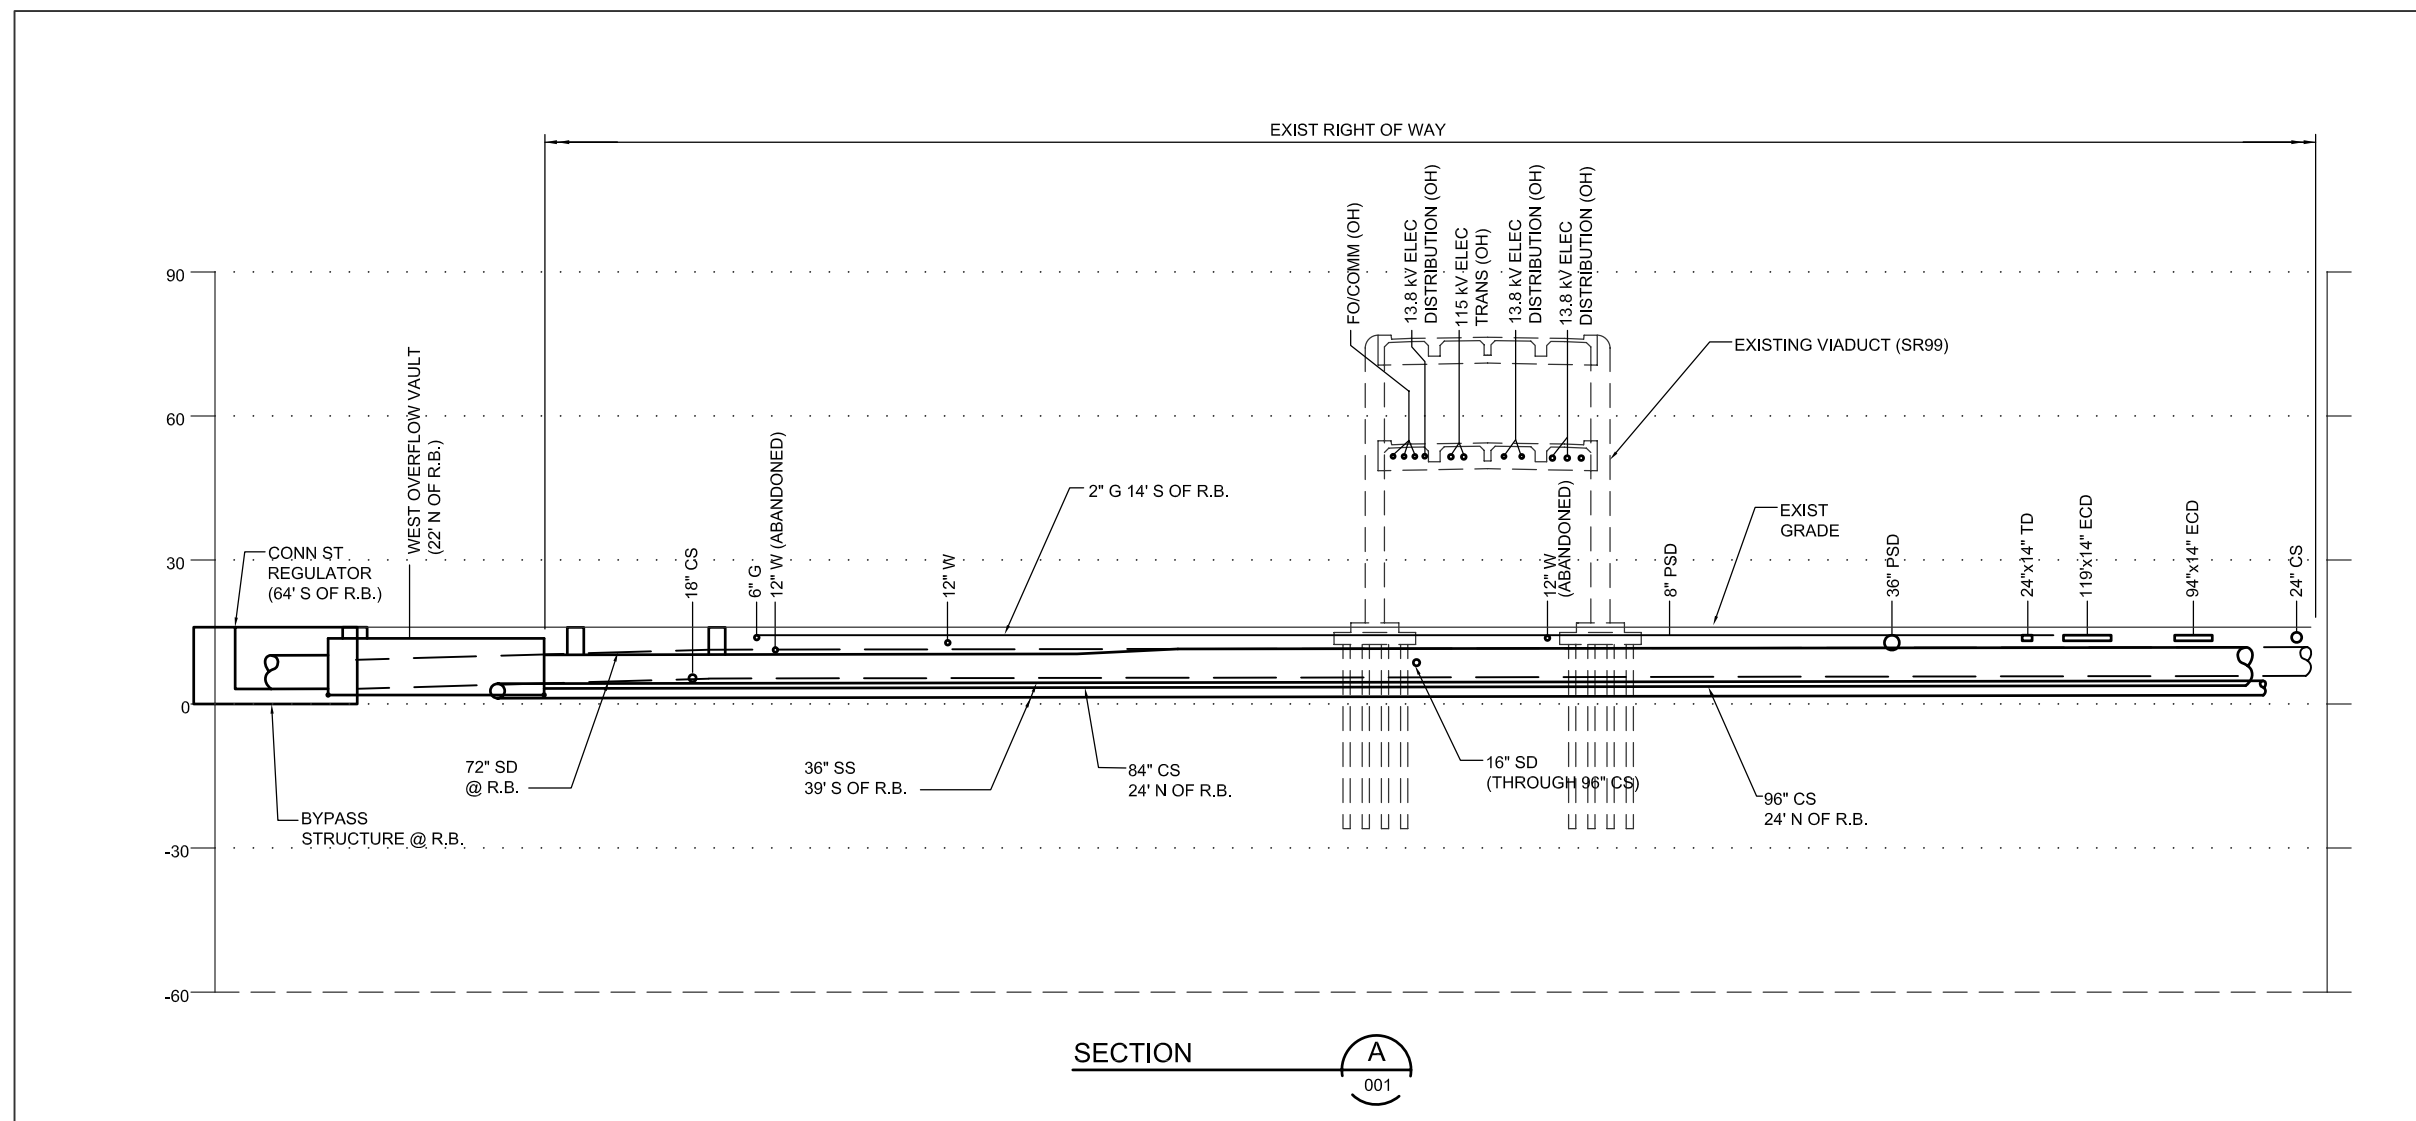 EXIST RIGHT OF WAY
FO/COMM (OH)
13.8 kV ELEC
DISTRIBUTION (OH)
115 kV ELEC
TRANS (OH)
13.8 kV ELEC
DISTRIBUTION (OH)
13.8 kV ELEC
DISTRIBUTION (OH)
90
60
30
0
-30
-60
EXISTING VIADUCT (SR99)
WEST OVERFLOW VAULT
(22' N OF R.B.)
CONN ST
REGULATOR
(64' S OF R.B.)
18" CS
6" G
12" W (ABANDONED)
12" W
2" G 14' S OF R.B.
12" W
(ABANDONED)
8" PSD
EXIST
GRADE
36" PSD
24"x14" TD
119'x14" ECD
94"x14" ECD
24" CS
72" SD
@ R.B.
36" SS
39' S OF R.B.
84" CS
24' N OF R.B.
16" SD
(THROUGH 96" CS)
96" CS
24' N OF R.B.
BYPASS
STRUCTURE @ R.B.
SECTION
A
001